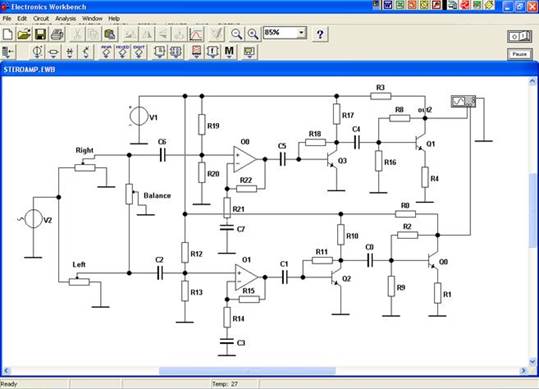 Electronics Workbench
File Edit Circuit Analysis Window Help
85%
Pause
STEROAMP.EWB
R3
V1
R8 out2
R17
R19
C4
R18
Right
C6
O0
C5
Q1
Q3
R16
R20
R22
R4
Balance
R21
R0
V2
C7
R2
R10
R12
Left
C2
O1
C1
R11
C0
Q0
Q2
R15
R13
R9
R1
R14
C3
Ready
Temp: 27